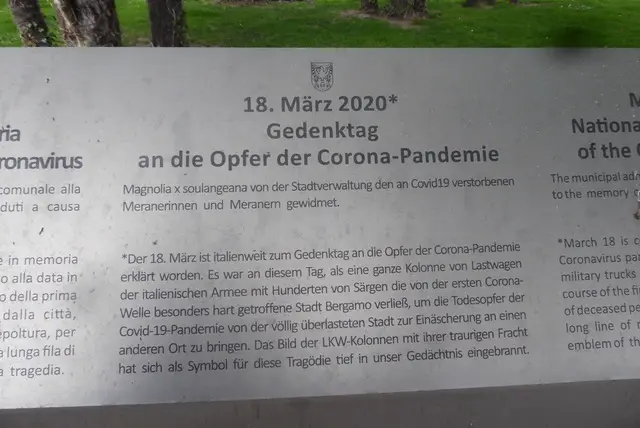 ria
ronavirus
comunale alla
duti a causa
e in memoria
o alla data in
o della prima
dalla città,
epoltura, per
a lunga fila di
a tragedia.
18. März 2020*
Gedenktag
an die Opfer der Corona-Pandemie
Magnolia x soulangeana von der Stadtverwaltung den an Covid19 verstorbenen
Meranerinnen und Meranern gewidmet.
*Der 18. März ist italienweit zum Gedenktag an die Opfer der Corona-Pandemie
erklärt worden. Es war an diesem Tag, als eine ganze Kolonne von Lastwagen
der italienischen Armee mit Hunderten von Särgen die von der ersten Corona-
Welle besonders hart getroffene Stadt Bergamo verließ, um die Todesopfer der
Covid-19-Pandemie von der völlig überlasteten Stadt zur Einäscherung an einen
anderen Ort zu bringen. Das Bild der LKW-Kolonnen mit ihrer traurigen Fracht
hat sich als Symbol für diese Tragödie tief in unser Gedächtnis eingebrannt.
M
Nationa
of the C
The municipal ad
to the memory o
*March 18 is c
Coronavirus pan
military trucks
course of the fi
of deceased pe
long line of m
emblem of th